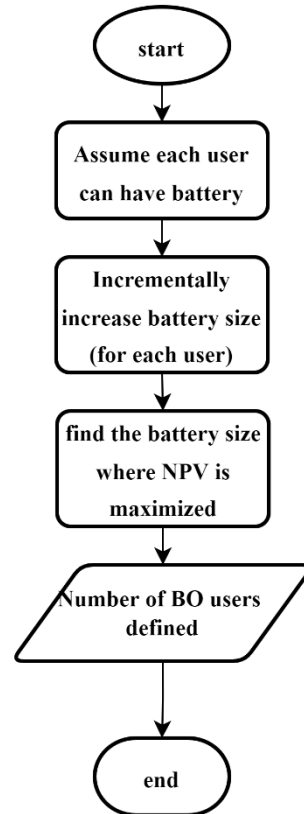 start
Assume each user
can have battery
Incrementally
increase battery size
(for each user)
find the battery size
where NPV is
maximized
Number of BO users
defined
end